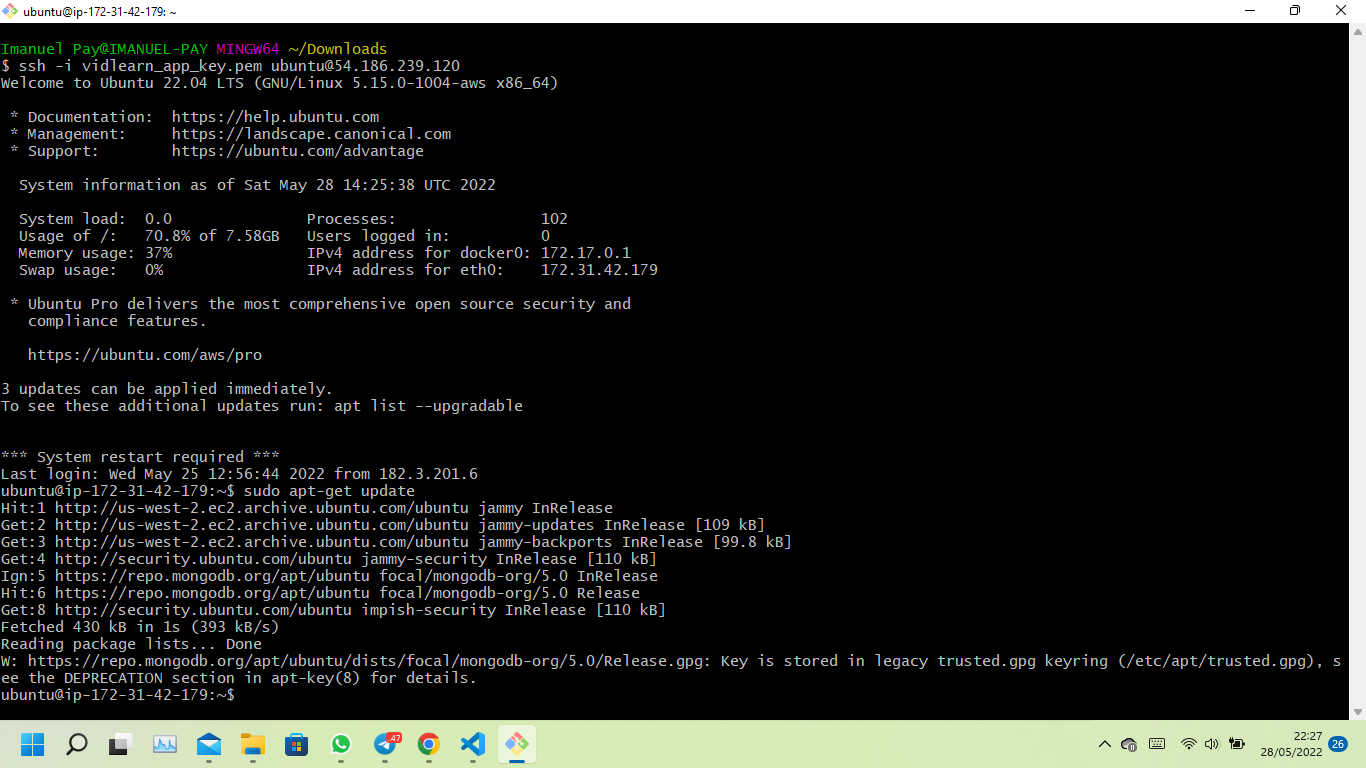 ubuntu@ip-172-31-42-179: ~
Imanuel Pay@IMANUEL-PAY MINGW64 ~/Downloads
$ ssh -i vidlearn_app_key.pem ubuntu@54.186.239.120
Welcome to Ubuntu 22.04 LTS (GNU/Linux 5.15.0-1004-aws x86_64)
* Documentation:  https://help.ubuntu.com
* Management:     https://landscape.canonical.com
* Support:        https://ubuntu.com/advantage
System information as of Sat May 28 14:25:38 UTC 2022
System load:  0.0               Processes:                102
Usage of /:   70.8% of 7.58GB   Users logged in:          0
Memory usage: 37%               IPv4 address for docker0: 172.17.0.1
Swap usage:   0%                IPv4 address for eth0:    172.31.42.179
* Ubuntu Pro delivers the most comprehensive open source security and
compliance features.
https://ubuntu.com/aws/pro
3 updates can be applied immediately.
To see these additional updates run: apt list --upgradable
*** System restart required ***
Last login: Wed May 25 12:56:44 2022 from 182.3.201.6
ubuntu@ip-172-31-42-179:~$ sudo apt-get update
Hit:1 http://us-west-2.ec2.archive.ubuntu.com/ubuntu jammy InRelease
Get:2 http://us-west-2.ec2.archive.ubuntu.com/ubuntu jammy-updates InRelease [109 kB]
Get:3 http://us-west-2.ec2.archive.ubuntu.com/ubuntu jammy-backports InRelease [99.8 kB]
Get:4 http://security.ubuntu.com/ubuntu jammy-security InRelease [110 kB]
Ign:5 https://repo.mongodb.org/apt/ubuntu focal/mongodb-org/5.0 InRelease
Hit:6 https://repo.mongodb.org/apt/ubuntu focal/mongodb-org/5.0 Release
Get:8 http://security.ubuntu.com/ubuntu impish-security InRelease [110 kB]
Fetched 430 kB in 1s (393 kB/s)
Reading package lists... Done
W: https://repo.mongodb.org/apt/ubuntu/dists/focal/mongodb-org/5.0/Release.gpg: Key is stored in legacy trusted.gpg keyring (/etc/apt/trusted.gpg), s
ee the DEPRECATION section in apt-key(8) for details.
ubuntu@ip-172-31-42-179:~$
47
22:27
28/05/2022
26